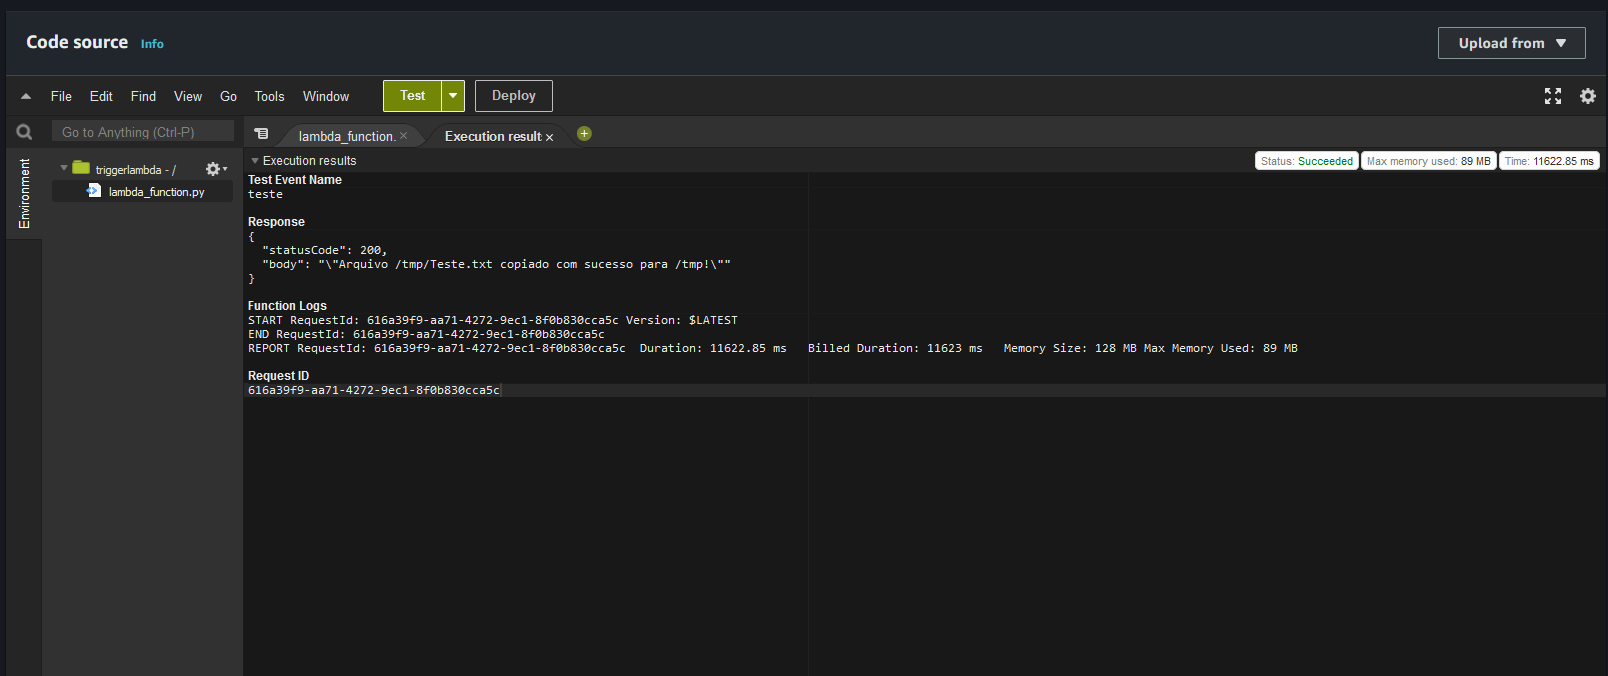 Code source Info
Upload from
File Edit Find View Go Tools Window Test Deploy
Go to Anything (Ctrl-P)
lambda_function.
Execution results
Environment
triggerlambda - /
lambda_function.py
Execution results
Status: Succeeded Max memory used: 89 MB Time: 11622.85 ms
Test Event Name
teste
Response
{
"statusCode": 200,
"body": "\"Arquivo /tmp/Teste.txt copiado com sucesso para /tmp!\""
}
Function Logs
START RequestId: 616a39f9-aa71-4272-9ec1-8f0b830cca5c Version: $LATEST
END RequestId: 616a39f9-aa71-4272-9ec1-8f0b830cca5c
REPORT RequestId: 616a39f9-aa71-4272-9ec1-8f0b830cca5c Duration: 11622.85 ms Billed Duration: 11623 ms Memory Size: 128 MB Max Memory Used: 89 MB
Request ID
616a39f9-aa71-4272-9ec1-8f0b830cca5c